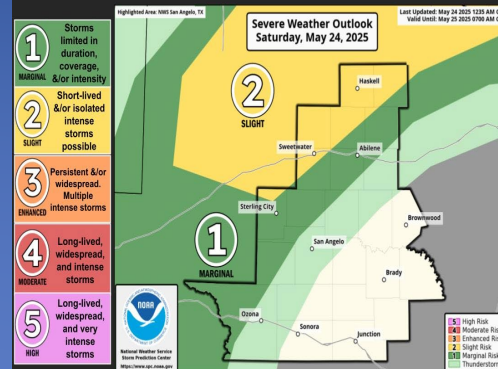 Highlighted Area: NWS San Angelo, TX
Severe Weather Outlook
Saturday, May 24, 2025
Last Updated: May 24 2025 1235 AM
Valid Until: May 25 2025 0700 AM
1
MARGINAL
Storms
limited in
duration,
coverage,
&/or intensity
2
SLIGHT
Short-lived
&/or isolated
intense
storms
possible
3
ENHANCED
Persistent &/or
widespread.
Multiple
intense storms
4
MODERATE
Long-lived,
widespread,
and intense
storms
5
HIGH
Long-lived,
widespread,
and very
intense
storms
2
SLIGHT
Haskell
Sweetwater
Abilene
Sterling City
Brownwood
1
MARGINAL
San Angelo
Brady
Ozona
Sonora
Junction
NOAA
National Weather Service
Storm Prediction Center
https://www.spc.noaa.gov
5 High Risk
4 Moderate Ris
3 Enhanced Ris
2 Slight Risk
1 Marginal Risk
Thunderstorm